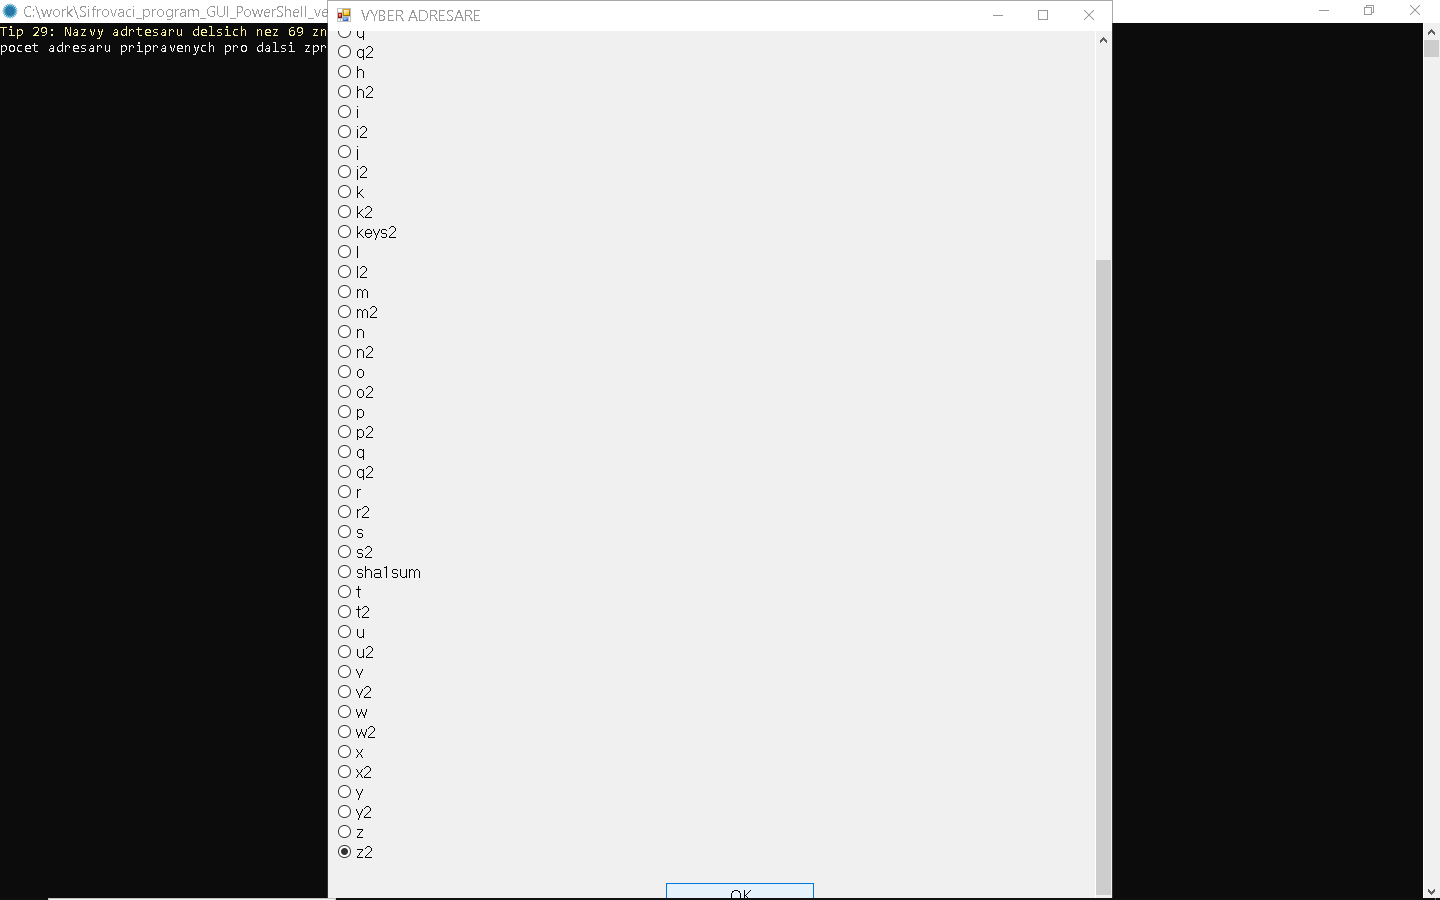 C:\work\Sifrovaci_program_GUI_PowerShell_ve
VYBER ADRESARE
Tip 29: Nazvy adrtesaru delsich nez 69 zn
pocet adresaru pripravenych pro dalsi zpr
q2
h
h2
i
i2
j
j2
k
k2
keys2
l
l2
m
m2
n
n2
o
o2
p
p2
q
q2
r
r2
s
s2
sha1sum
t
t2
u
u2
v
v2
w
w2
x
x2
y
y2
z
z2
OK